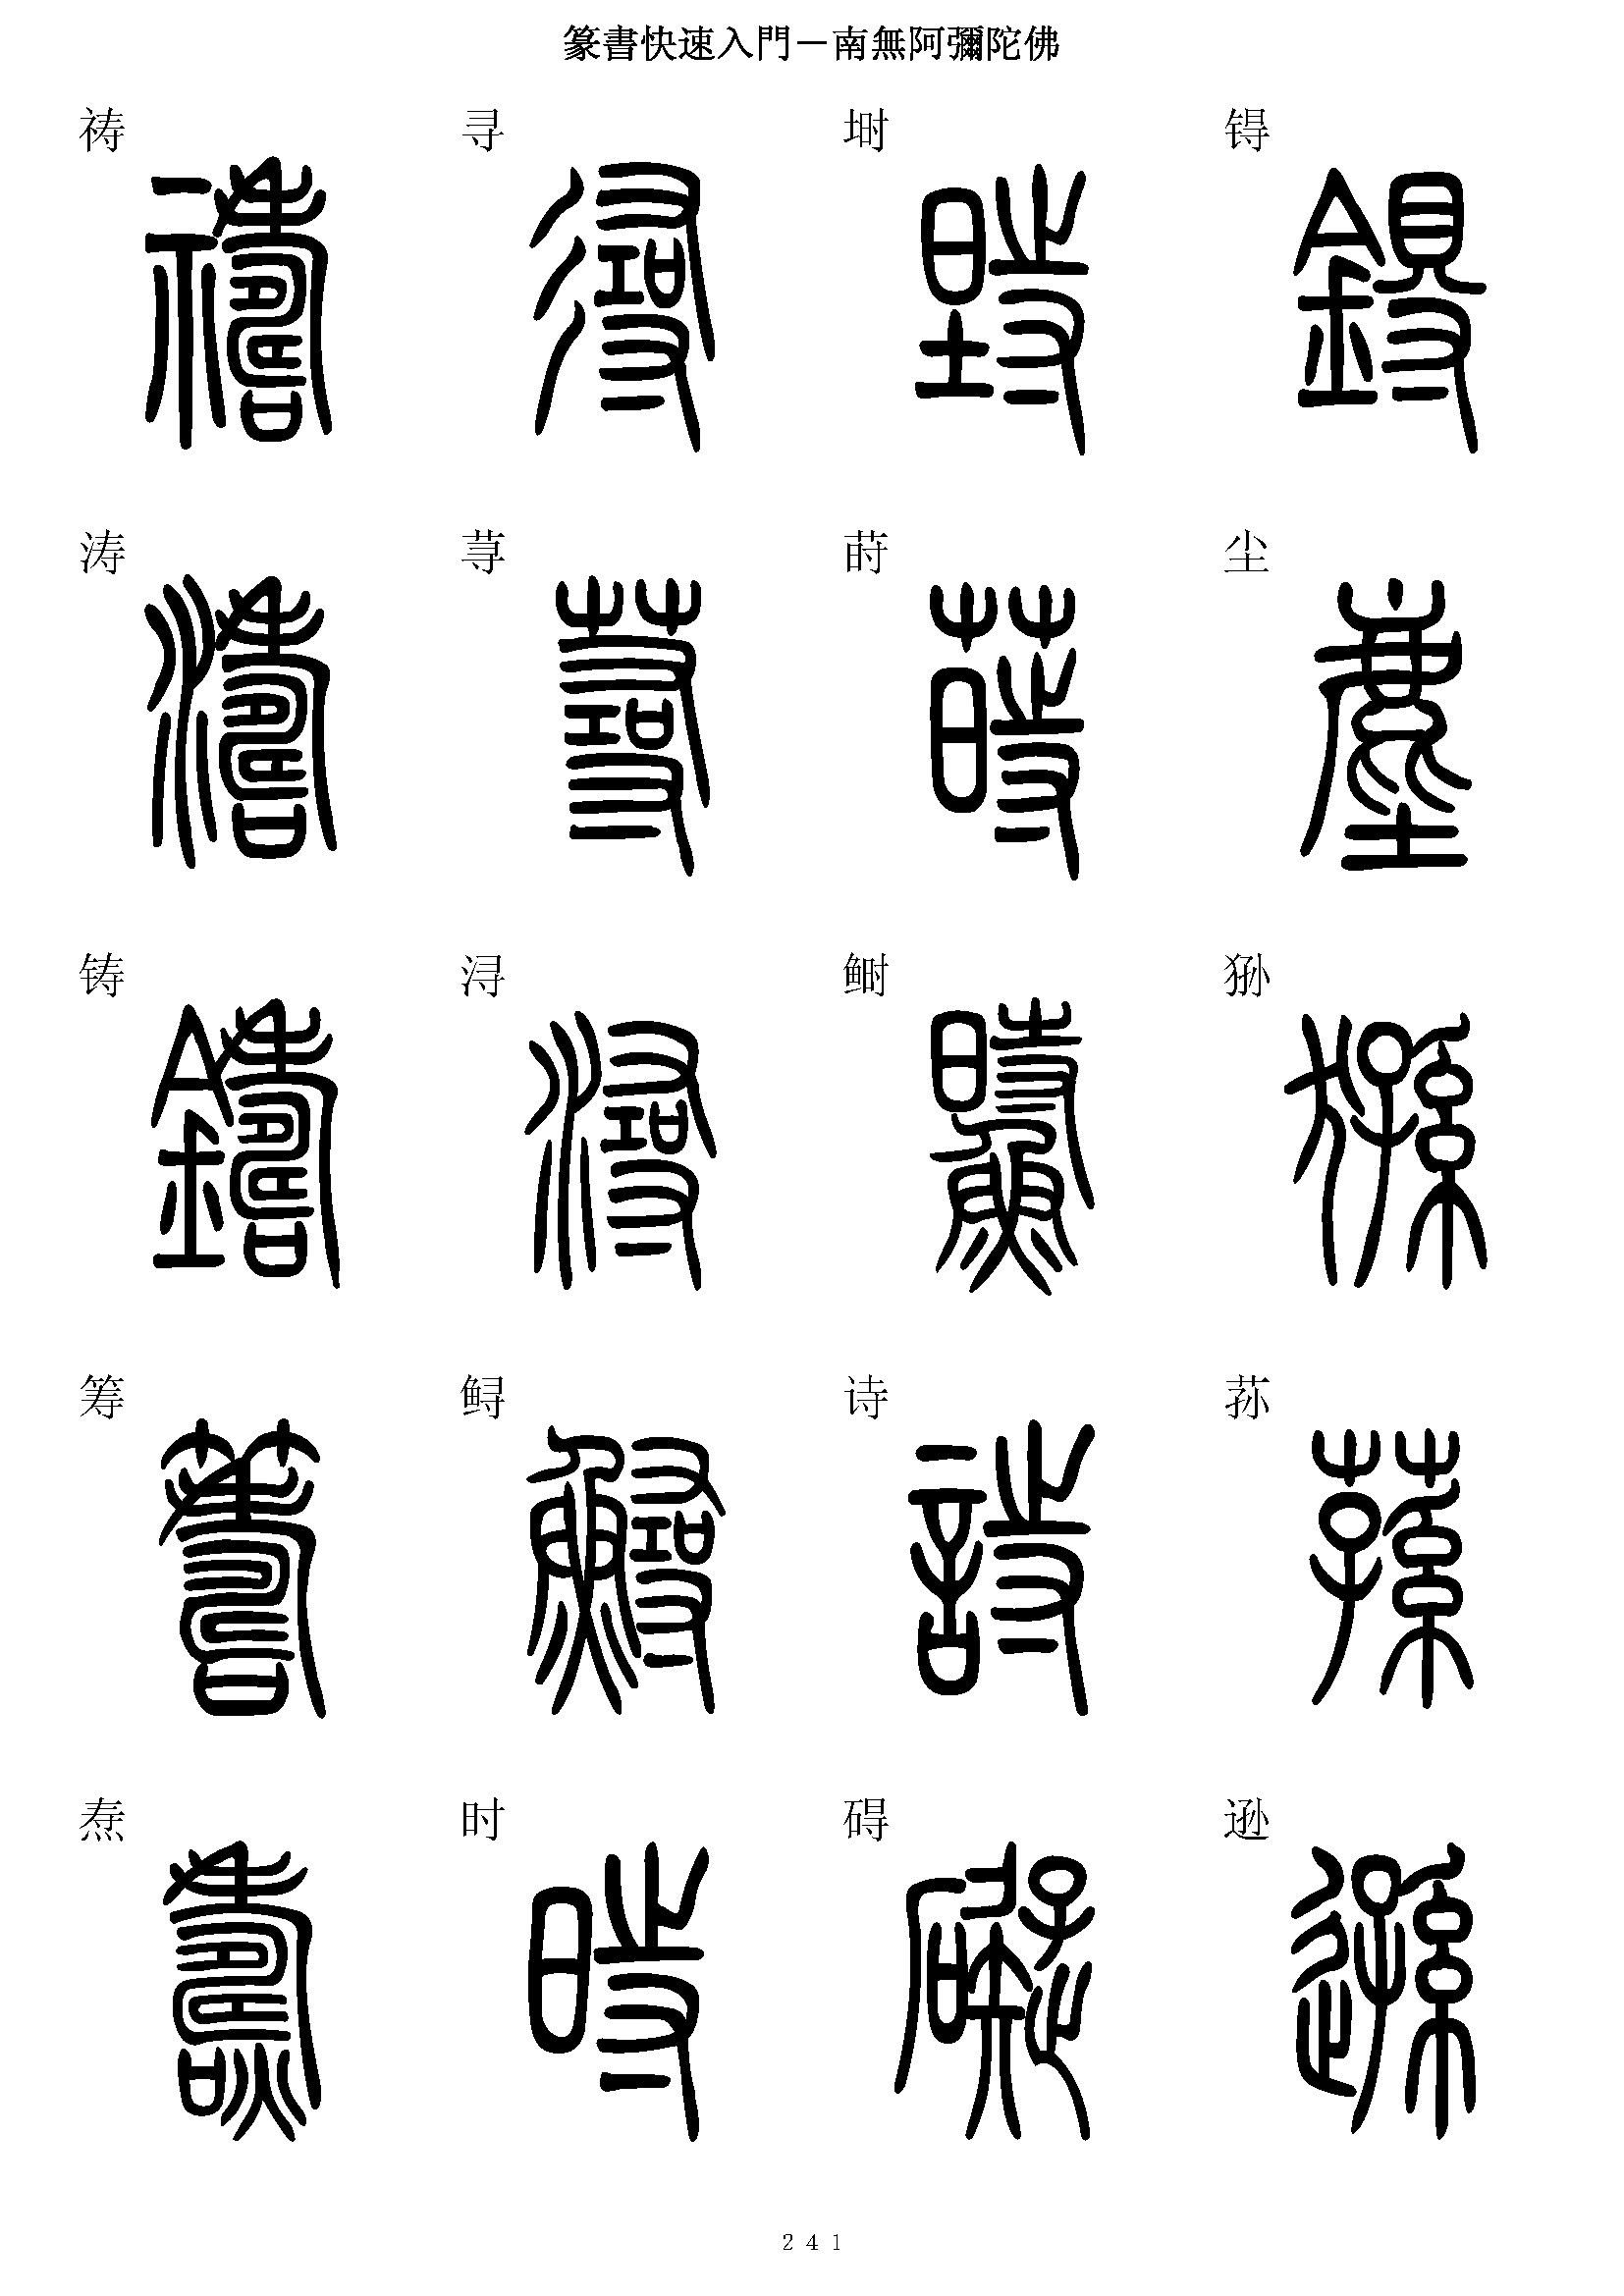 篆書快速入門－南無阿彌陀佛
祷 寻 埘 锝
涛 荨 莳 尘
铸 浔 鲥 狲
筹 鲟 诗 荪
焘 时 碍 逊
241